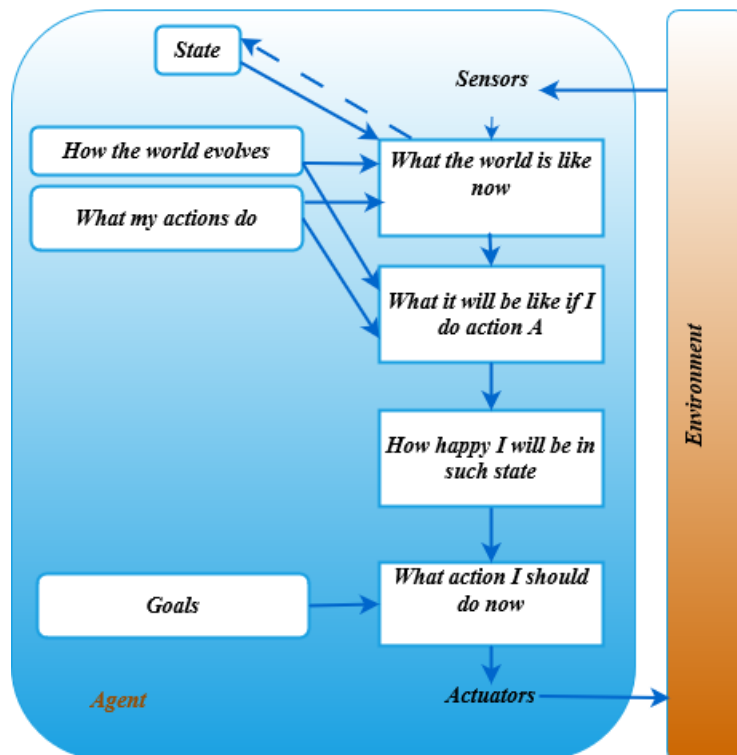 State
Sensors
How the world evolves
What the world is like
now
What my actions do
What it will be like if I
do action A
Environment
How happy I will be in
such state
What action I should
do now
Goals
Agent
Actuators